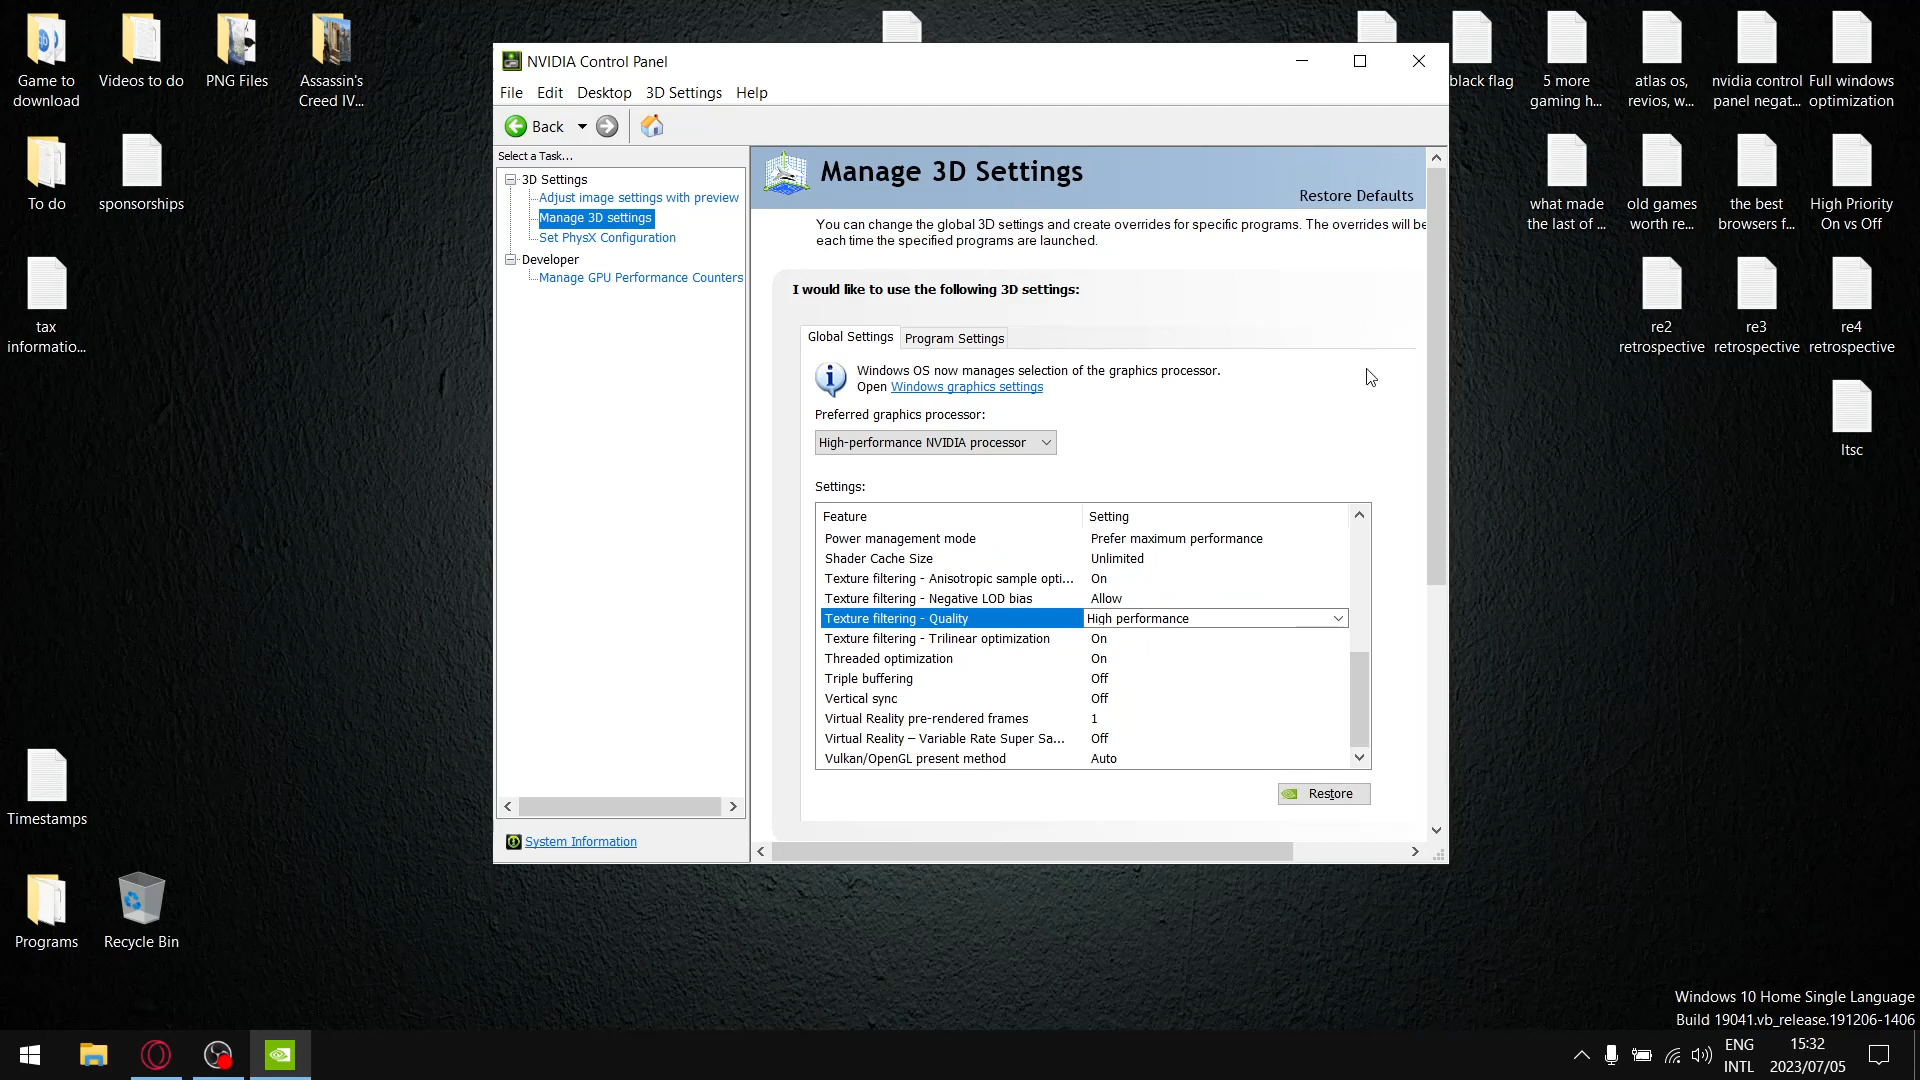 Game to
download
Videos to do
PNG Files
Assassin's
Creed IV...
To do
sponsorships
tax
informatio...
Timestamps
Programs
Recycle Bin
NVIDIA Control Panel
File Edit Desktop 3D Settings Help
Back
Select a Task...
3D Settings
Adjust image settings with preview
Manage 3D settings
Set PhysX Configuration
Developer
Manage GPU Performance Counters
System Information
Manage 3D Settings
Restore Defaults
You can change the global 3D settings and create overrides for specific programs. The overrides will be
each time the specified programs are launched.
I would like to use the following 3D settings:
Global Settings
Program Settings
Windows OS now manages selection of the graphics processor.
Open Windows graphics settings
Preferred graphics processor:
High-performance NVIDIA processor
Settings:
Feature Setting
Power management mode Prefer maximum performance
Shader Cache Size Unlimited
Texture filtering - Anisotropic sample opti... On
Texture filtering - Negative LOD bias Allow
Texture filtering - Quality High performance
Texture filtering - Trilinear optimization On
Threaded optimization On
Triple buffering Off
Vertical sync Off
Virtual Reality pre-rendered frames 1
Virtual Reality – Variable Rate Super Sa... Off
Vulkan/OpenGL present method Auto
Restore
black flag
5 more
gaming h...
atlas os,
revios, w...
nvidia control
panel negat...
Full windows
optimization
what made
the last of ...
old games
worth re...
the best
browsers f...
High Priority
On vs Off
re2
retrospective
re3
retrospective
re4
retrospective
ltsc
Windows 10 Home Single Language
Build 19041.vb_release.191206-1406
ENG
INTL
15:32
2023/07/05